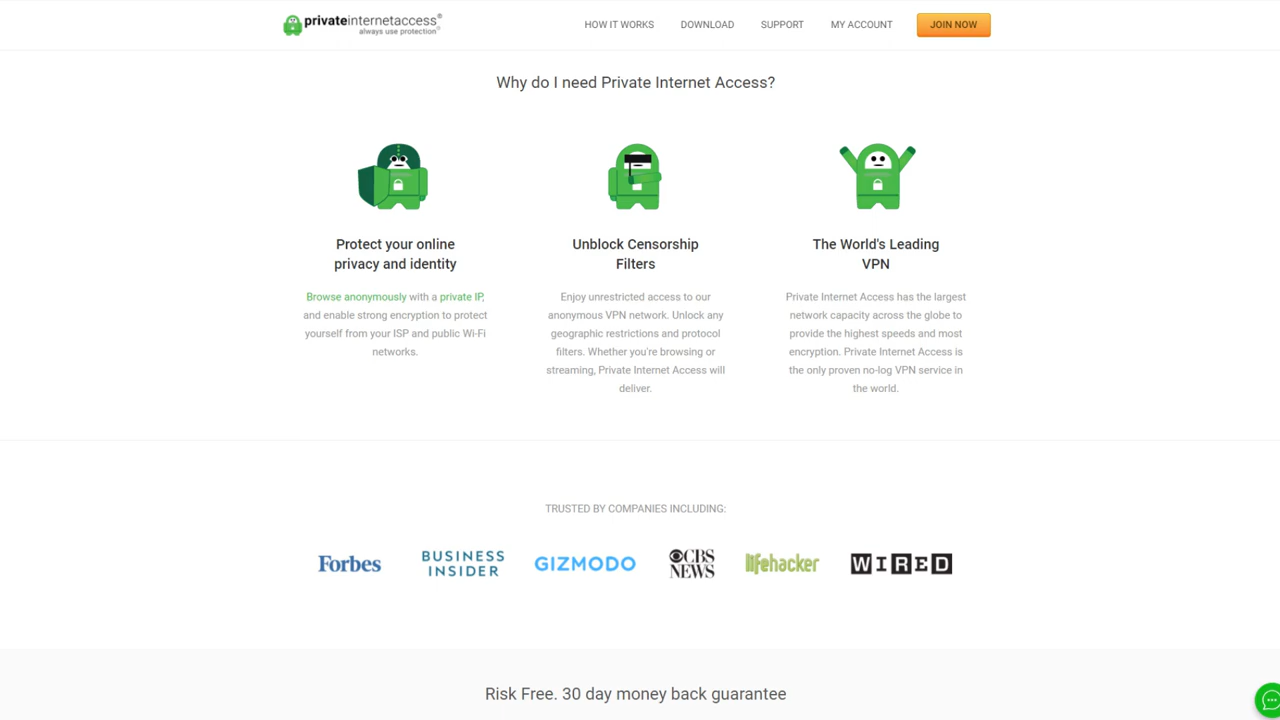 privateinternetaccess®
always use protection
HOW IT WORKS
DOWNLOAD
SUPPORT
MY ACCOUNT
JOIN NOW
Why do I need Private Internet Access?
Protect your online
privacy and identity
Browse anonymously with a private IP,
and enable strong encryption to protect
yourself from your ISP and public Wi-Fi
networks.
Unblock Censorship
Filters
Enjoy unrestricted access to our
anonymous VPN network. Unlock any
geographic restrictions and protocol
filters. Whether you're browsing or
streaming, Private Internet Access will
deliver.
The World's Leading
VPN
Private Internet Access has the largest
network capacity across the globe to
provide the highest speeds and most
encryption. Private Internet Access is
the only proven no-log VPN service in
the world.
TRUSTED BY COMPANIES INCLUDING:
Forbes
BUSINESS
INSIDER
GIZMODO
CBS
NEWS
lifehacker
WIRED
Risk Free. 30 day money back guarantee